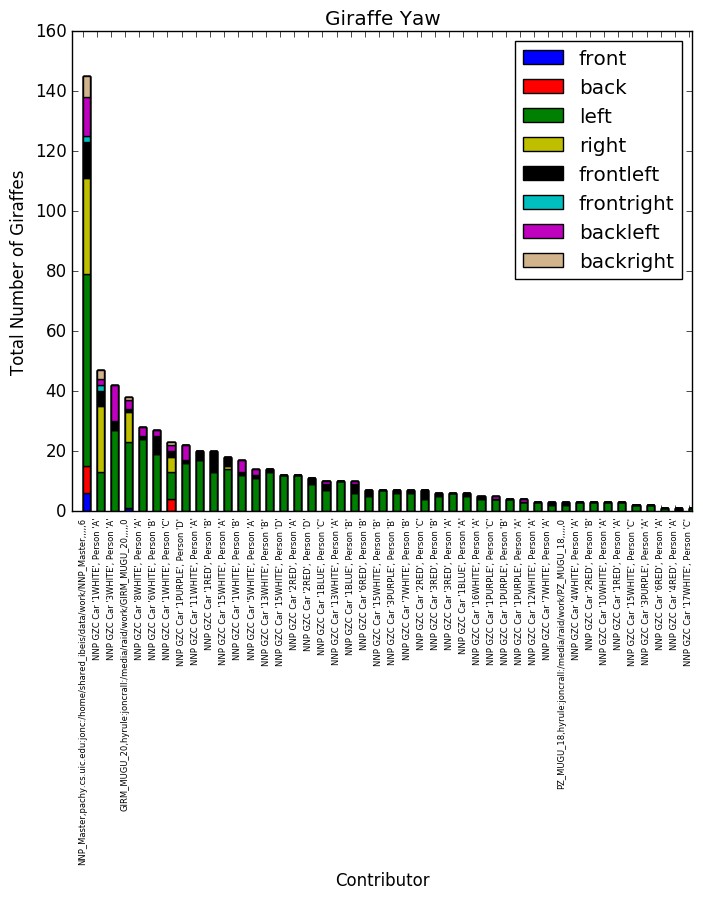 Giraffe Yaw
Total Number of Giraffes
160
140
120
100
80
60
40
20
0
front
back
left
right
frontleft
frontright
backleft
backright
NNP_Master,pachy.cs.uic.edu:jonc:/home/shared_ibeis/data/work/NNP_Master,,,,,6
NNP GZC Car '1WHITE', Person 'A'
NNP GZC Car '3WHITE', Person 'A'
GIRM_MUGU_20,hyrule:joncrall:/media/raid/work/GIRM_MUGU_20,,,,,0
NNP GZC Car '8WHITE', Person 'A'
NNP GZC Car '6WHITE', Person 'B'
NNP GZC Car '1WHITE', Person 'C'
NNP GZC Car '1PURPLE', Person 'D'
NNP GZC Car '11WHITE', Person 'A'
NNP GZC Car '1RED', Person 'B'
NNP GZC Car '15WHITE', Person 'A'
NNP GZC Car '1WHITE', Person 'B'
NNP GZC Car '5WHITE', Person 'A'
NNP GZC Car '13WHITE', Person 'B'
NNP GZC Car '15WHITE', Person 'D'
NNP GZC Car '2RED', Person 'A'
NNP GZC Car '2RED', Person 'D'
NNP GZC Car '1BLUE', Person 'C'
NNP GZC Car '13WHITE', Person 'A'
NNP GZC Car '1BLUE', Person 'B'
NNP GZC Car '6RED', Person 'B'
NNP GZC Car '15WHITE', Person 'B'
NNP GZC Car '3PURPLE', Person 'B'
NNP GZC Car '7WHITE', Person 'B'
NNP GZC Car '2RED', Person 'C'
NNP GZC Car '3RED', Person 'B'
NNP GZC Car '3RED', Person 'A'
NNP GZC Car '1BLUE', Person 'A'
NNP GZC Car '16WHITE', Person 'A'
NNP GZC Car '1PURPLE', Person 'C'
NNP GZC Car '1PURPLE', Person 'B'
NNP GZC Car '1PURPLE', Person 'A'
NNP GZC Car '12WHITE', Person 'A'
NNP GZC Car '7WHITE', Person 'A'
PZ_MUGU_18,hyrule:joncrall:/media/raid/work/PZ_MUGU_18,,,,,0
NNP GZC Car '4WHITE', Person 'A'
NNP GZC Car '2RED', Person 'B'
NNP GZC Car '10WHITE', Person 'A'
NNP GZC Car '1RED', Person 'A'
NNP GZC Car '15WHITE', Person 'C'
NNP GZC Car '3PURPLE', Person 'A'
NNP GZC Car '6RED', Person 'A'
NNP GZC Car '4RED', Person 'A'
NNP GZC Car '17WHITE', Person 'C'
Contributor